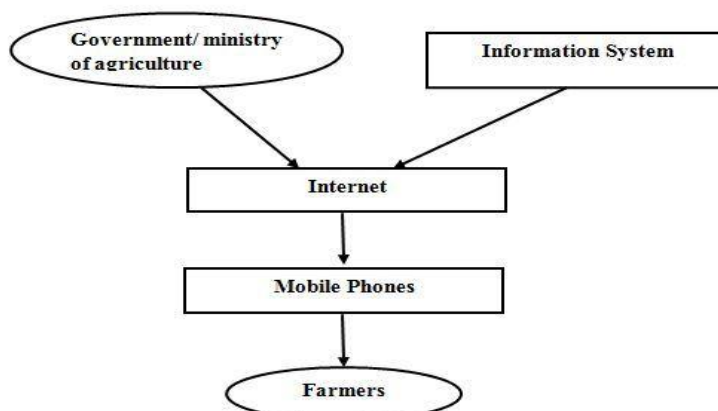 Government/ ministry
of agriculture
Information System
Internet
Mobile Phones
Farmers